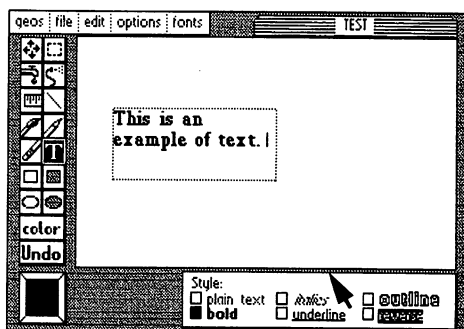 geos file edit options fonts
TEST
This is an
example of text.
color
Undo
Style:
plain text italics outline
bold underline reverse